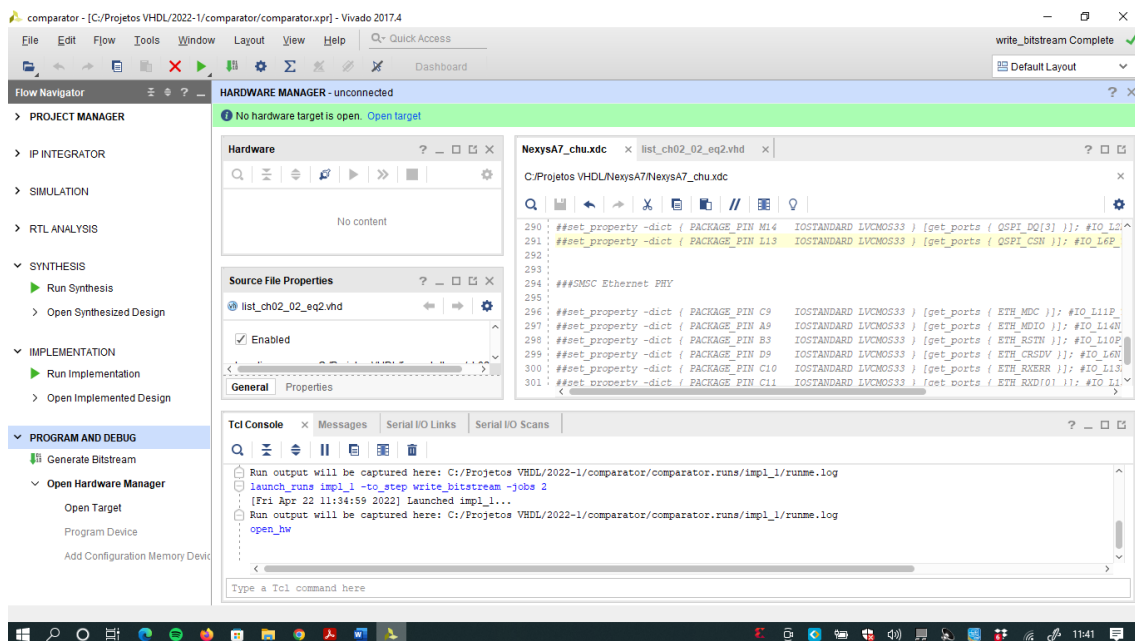 comparator - [C:/Projetos VHDL/2022-1/comparator/comparator.xpr] - Vivado 2017.4
File Edit Flow Tools Window Layout View Help Quick Access
write_bitstream Complete
Dashboard
Default Layout
Flow Navigator
HARDWARE MANAGER - unconnected
No hardware target is open. Open target
PROJECT MANAGER
IP INTEGRATOR
SIMULATION
RTL ANALYSIS
SYNTHESIS
Run Synthesis
Open Synthesized Design
IMPLEMENTATION
Run Implementation
Open Implemented Design
PROGRAM AND DEBUG
Generate Bitstream
Open Hardware Manager
Open Target
Program Device
Add Configuration Memory Devic
Hardware
No content
Source File Properties
list_ch02_02_eq2.vhd
Enabled
General Properties
NexysA7_chu.xdc list_ch02_02_eq2.vhd
C:/Projetos VHDL/NexysA7/NexysA7_chu.xdc
290 ##set_property -dict { PACKAGE_PIN M14 IOSTANDARD LVCMOS33 } [get_ports { QSPI_DQ[3] }]; #IO_L2
291 ##set_property -dict { PACKAGE_PIN L13 IOSTANDARD LVCMOS33 } [get_ports { QSPI_CSN }]; #IO_L6P_
292
293
294 ###SMSC Ethernet PHY
295
296 ##set_property -dict { PACKAGE_PIN C9 IOSTANDARD LVCMOS33 } [get_ports { ETH_MDC }]; #IO_L11P_
297 ##set_property -dict { PACKAGE_PIN A9 IOSTANDARD LVCMOS33 } [get_ports { ETH_MDIO }]; #IO_L14N
298 ##set_property -dict { PACKAGE_PIN B3 IOSTANDARD LVCMOS33 } [get_ports { ETH_RSTN }]; #IO_L10P
299 ##set_property -dict { PACKAGE_PIN D9 IOSTANDARD LVCMOS33 } [get_ports { ETH_CRSDV }]; #IO_L6N
300 ##set_property -dict { PACKAGE_PIN C10 IOSTANDARD LVCMOS33 } [get_ports { ETH_RXERR }]; #IO_L13
301 ##set_property -dict { PACKAGE_PIN C11 IOSTANDARD LVCMOS33 } [get_ports { ETH_RXD[0] }]; #IO_L1
Tcl Console Messages Serial I/O Links Serial I/O Scans
Run output will be captured here: C:/Projetos VHDL/2022-1/comparator/comparator.runs/impl_1/runme.log
launch_runs impl_1 -to_step write_bitstream -jobs 2
[Fri Apr 22 11:34:59 2022] Launched impl_1...
Run output will be captured here: C:/Projetos VHDL/2022-1/comparator/comparator.runs/impl_1/runme.log
open_hw
Type a Tcl command here
11:41